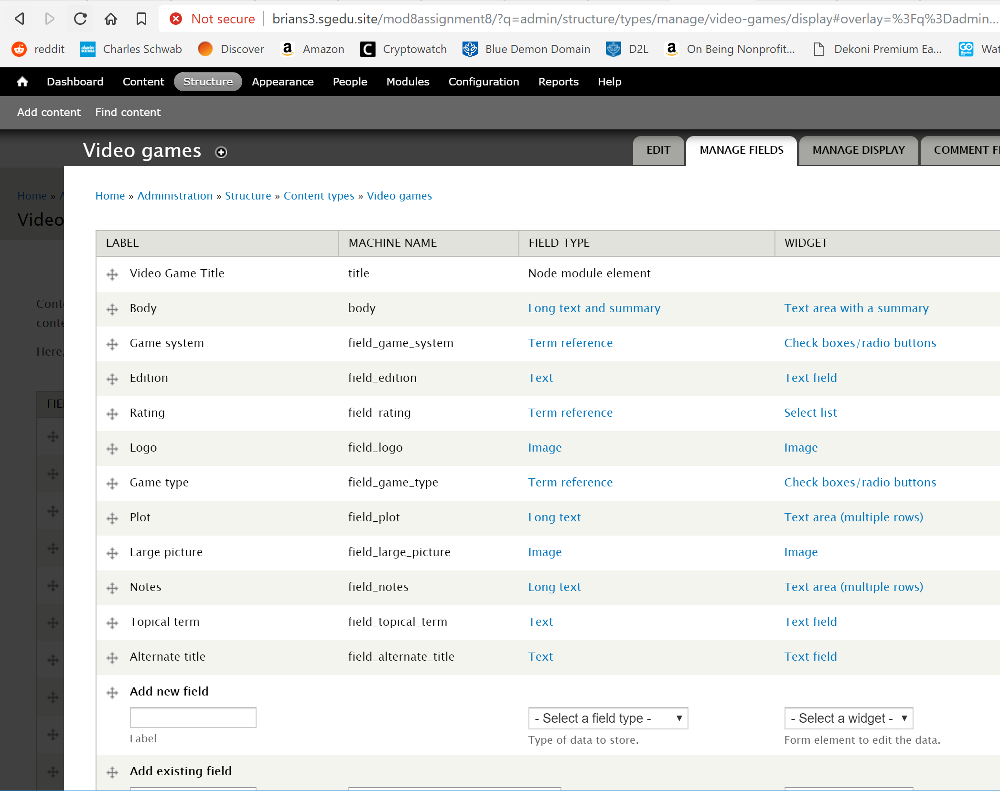 Not secure brians3.sgedu.site/mod8assignment8/?q=admin/structure/types/manage/video-games/display#overlay=%3Fq%3Dadmin...
reddit Charles Schwab Discover Amazon Cryptowatch Blue Demon Domain D2L On Being Nonprofit... Dekoni Premium Ea... Wat
Dashboard Content Structure Appearance People Modules Configuration Reports Help
Add content Find content
Video games EDIT MANAGE FIELDS MANAGE DISPLAY COMMENT FI
Home » A
Video
Home » Administration » Structure » Content types » Video games
LABEL MACHINE NAME FIELD TYPE WIDGET
Video Game Title title Node module element
Conte
Body body Long text and summary Text area with a summary
conte
Game system field_game_system Term reference Check boxes/radio buttons
Here,
Edition field_edition Text Text field
FIE
Rating field_rating Term reference Select list
Logo field_logo Image Image
Game type field_game_type Term reference Check boxes/radio buttons
Plot field_plot Long text Text area (multiple rows)
Large picture field_large_picture Image Image
Notes field_notes Long text Text area (multiple rows)
Topical term field_topical_term Text Text field
Alternate title field_alternate_title Text Text field
Add new field
- Select a field type - - Select a widget -
Label Type of data to store. Form element to edit the data.
Add existing field